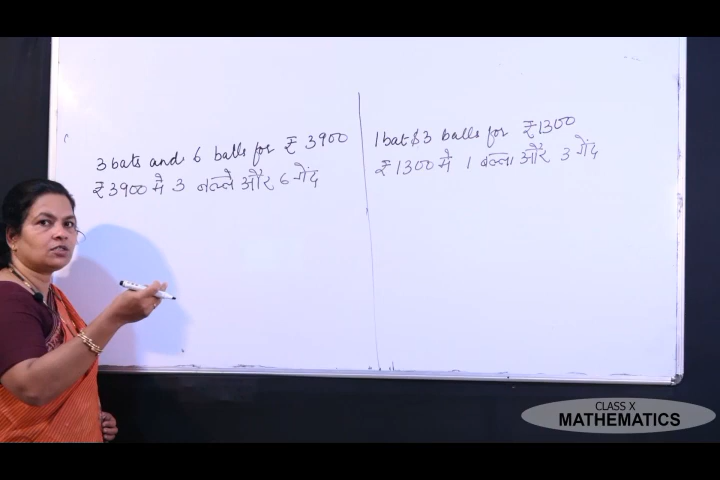 3 bats and 6 balls for ₹ 3900
₹ 3900 मे 3 बल्ले और 6 गेंद
1 bat & 3 balls for ₹1300
₹ 1300 मे 1 बल्ला और 3 गेंद
CLASS X
MATHEMATICS